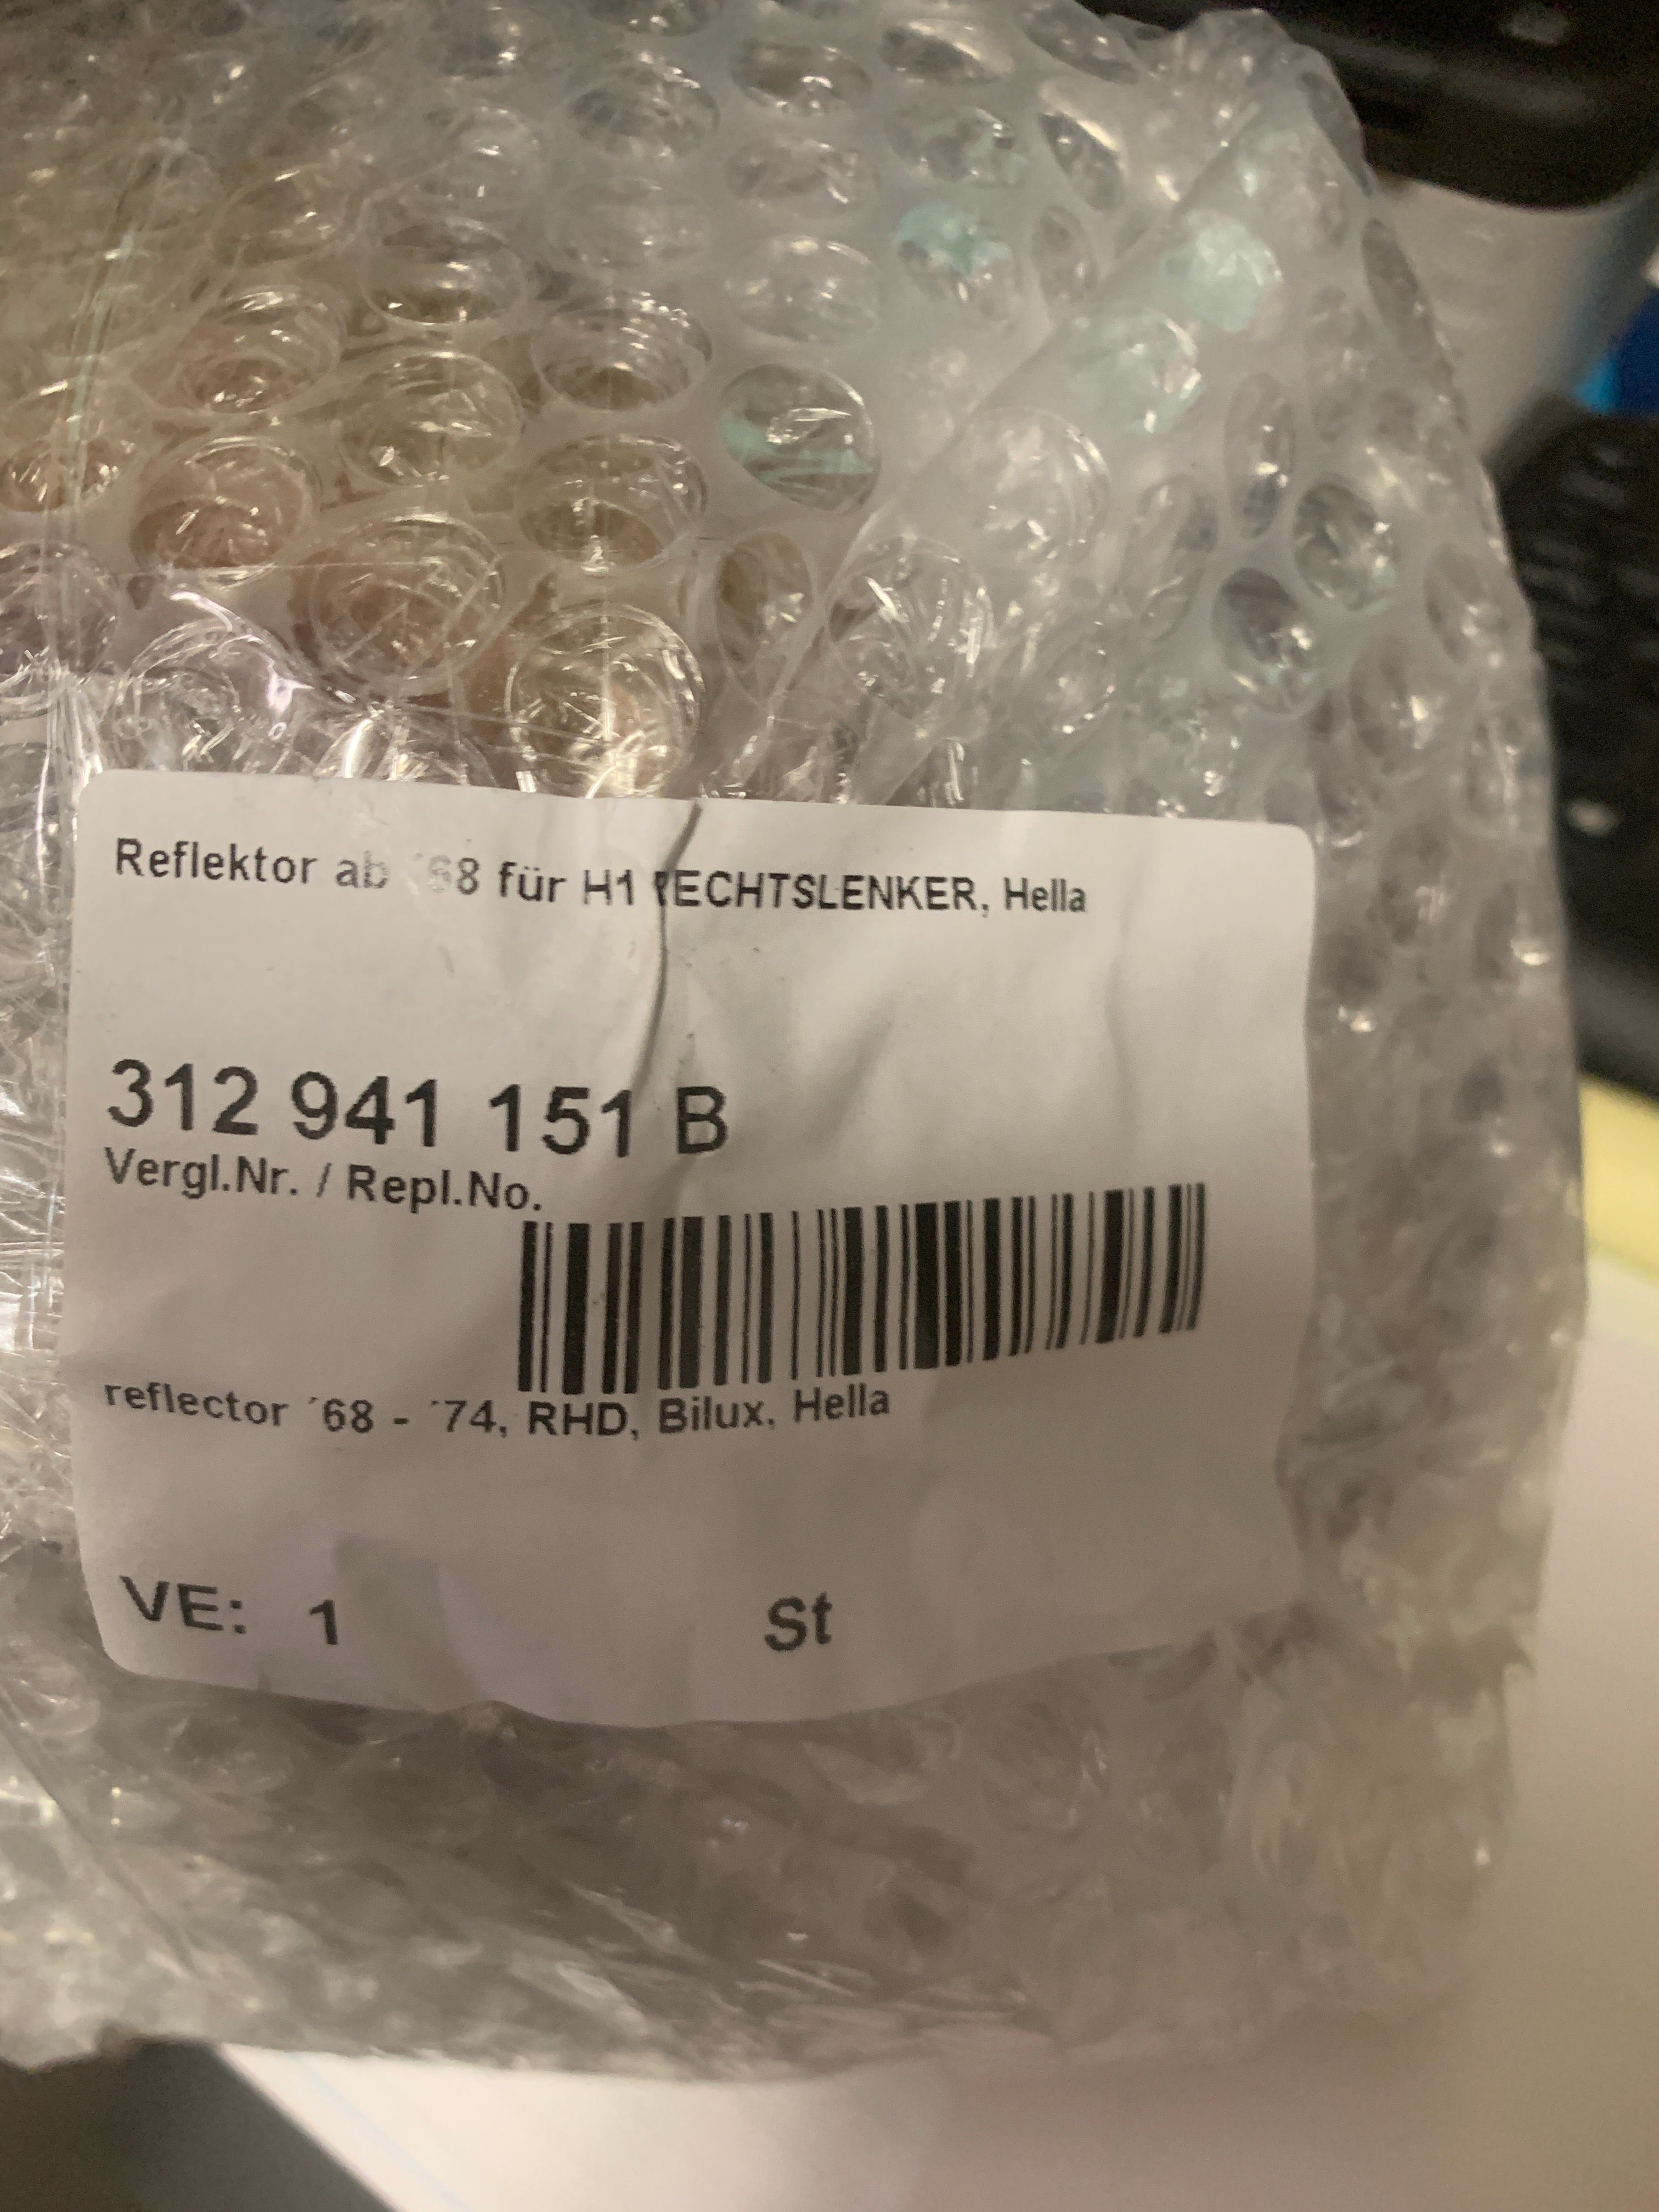 Reflektor ab ´68 für H1 RECHTSLENKER, Hella
312 941 151 B
Vergl.Nr. / Repl.No.
reflector ´68 - ´74, RHD, Bilux, Hella
VE: 1 St